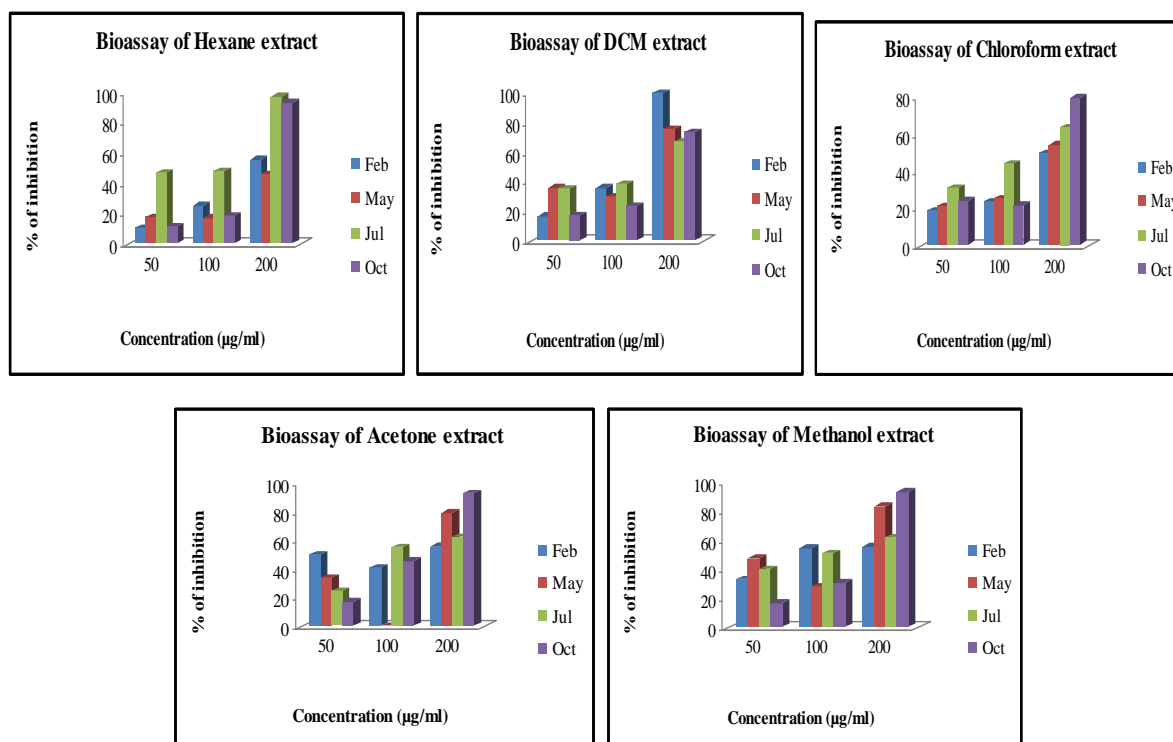 Bioassay of Hexane extract
% of inhibition
100
80
60
40
20
0
50 100 200
Concentration (µg/ml)
Feb
May
Jul
Oct
Bioassay of DCM extract
% of inhibition
100
80
60
40
20
0
50 100 200
Concentration (µg/ml)
Feb
May
Jul
Oct
Bioassay of Chloroform extract
% of inhibition
80
60
40
20
0
50 100 200
Concentration (µg/ml)
Feb
May
Jul
Oct
Bioassay of Acetone extract
% of inhibition
100
80
60
40
20
0
50 100 200
Concentration (µg/ml)
Feb
May
Jul
Oct
Bioassay of Methanol extract
% of inhibition
100
80
60
40
20
0
50 100 200
Concentration (µg/ml)
Feb
May
Jul
Oct